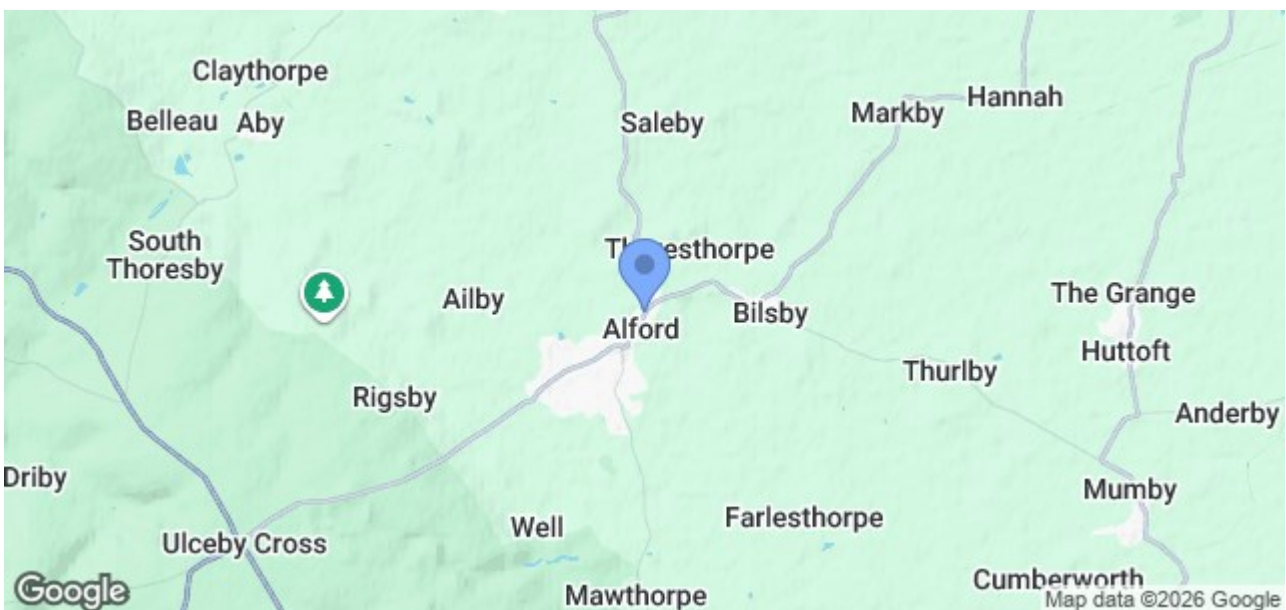 Claythorpe
Hannah
Markby
Belleau
Aby
Saleby
South
Thoresby
esthorpe
Ailby
The Grange
Bilsby
Alford
Huttoft
Thurlby
Rigsby
Anderby
Driby
Mumby
Farlesthorpe
Well
Ulceby Cross
Cumberworth
Mawthorpe
Google
Map data ©2026 Google